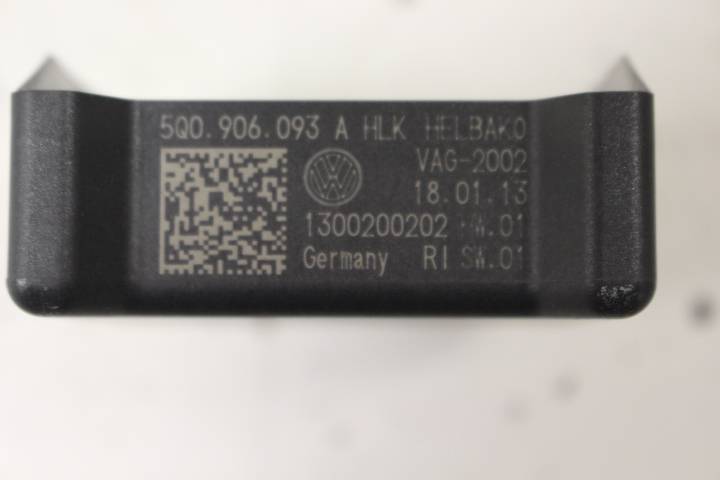 5Q0.906.093 A HLK HELBAKO
VAG-2002
18.01.13
1300200202 HW.01
Germany RI SW.01